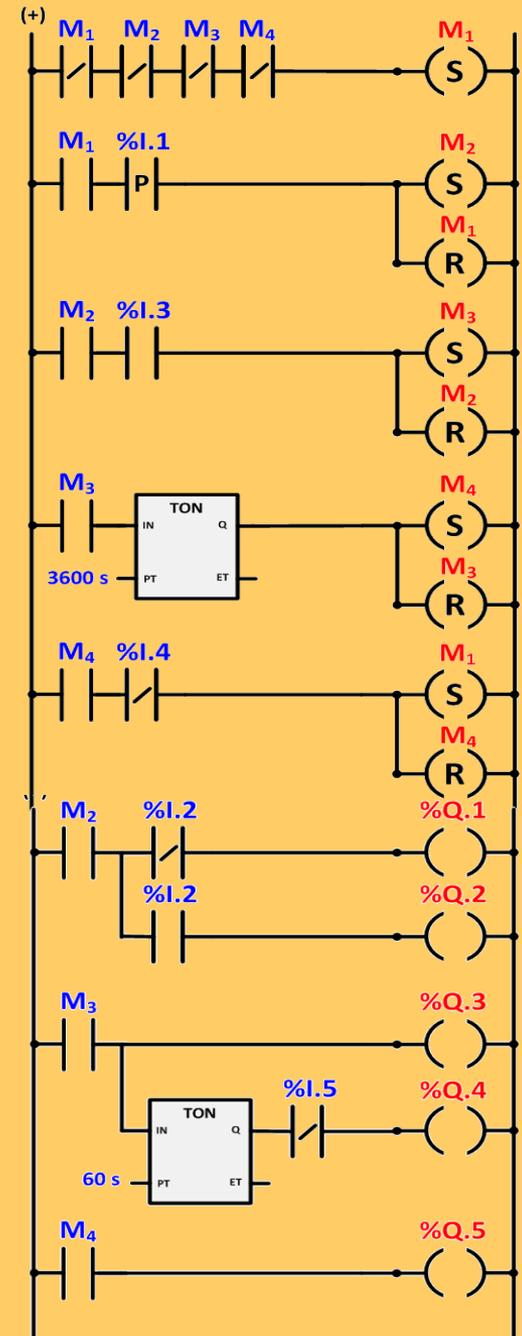 (+)
M₁ M₂ M₃ M₄ M₁
S
M₁ %I.1 M₂
P S
M₁
R
M₂ %I.3 M₃
S
M₂
R
M₃ M₄
TON
IN Q S
M₃
3600 s PT ET R
M₄ %I.4 M₁
S
M₄
R
M₂ %I.2 %Q.1
%I.2 %Q.2
M₃ %Q.3
%I.5 %Q.4
TON
IN Q
60 s PT ET
M₄ %Q.5